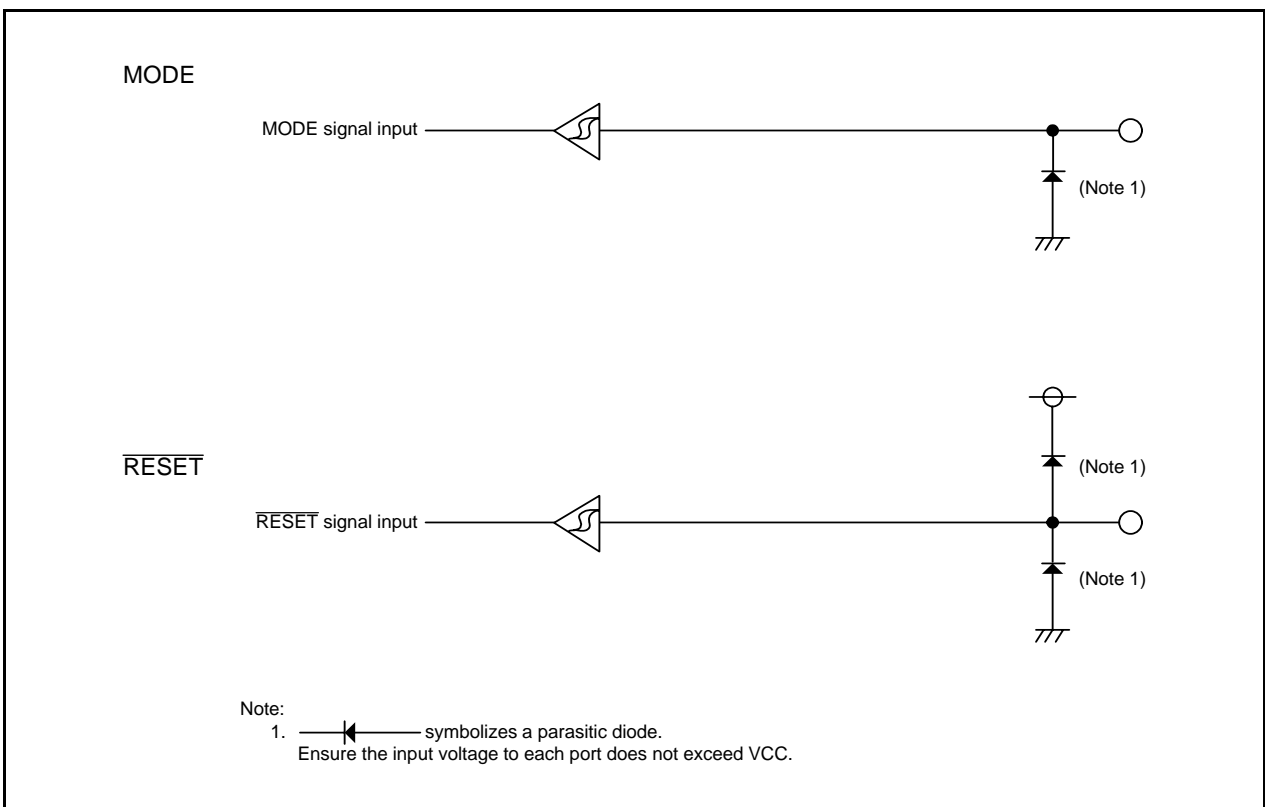 MODE
MODE signal input
(Note 1)
(Note 1)
RESET
RESET signal input
(Note 1)
Note:
1. symbolizes a parasitic diode.
Ensure the input voltage to each port does not exceed VCC.